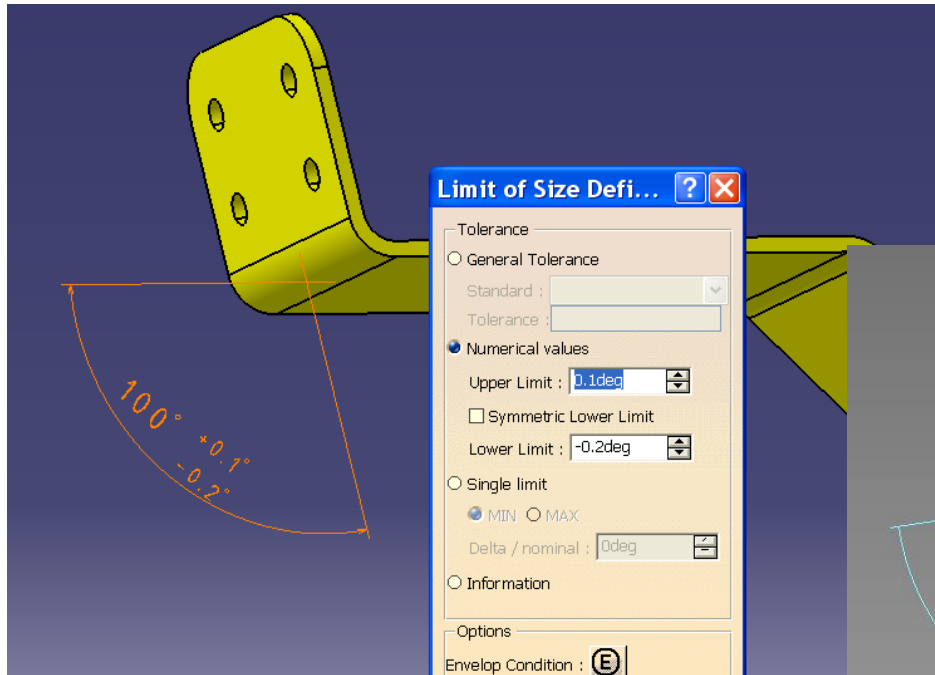 Limit of Size Defi...
Tolerance
General Tolerance
Standard :
Tolerance :
Numerical values
Upper Limit : 0.1deg
Symmetric Lower Limit
Lower Limit : -0.2deg
Single limit
MIN MAX
Delta / nominal : 0deg
Information
Options
Envelop Condition : E
100° +0.1°
-0.2°